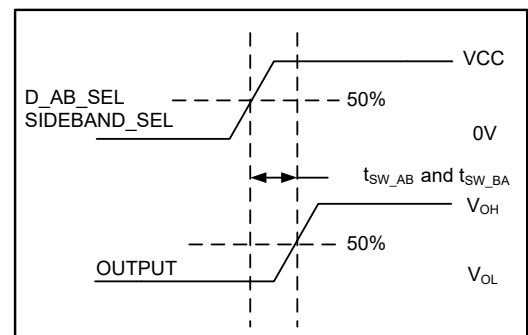 VCC
D_AB_SEL
SIDEBAND_SEL
50%
0V
tSW_AB and tSW_BA
VOH
50%
OUTPUT
VOL